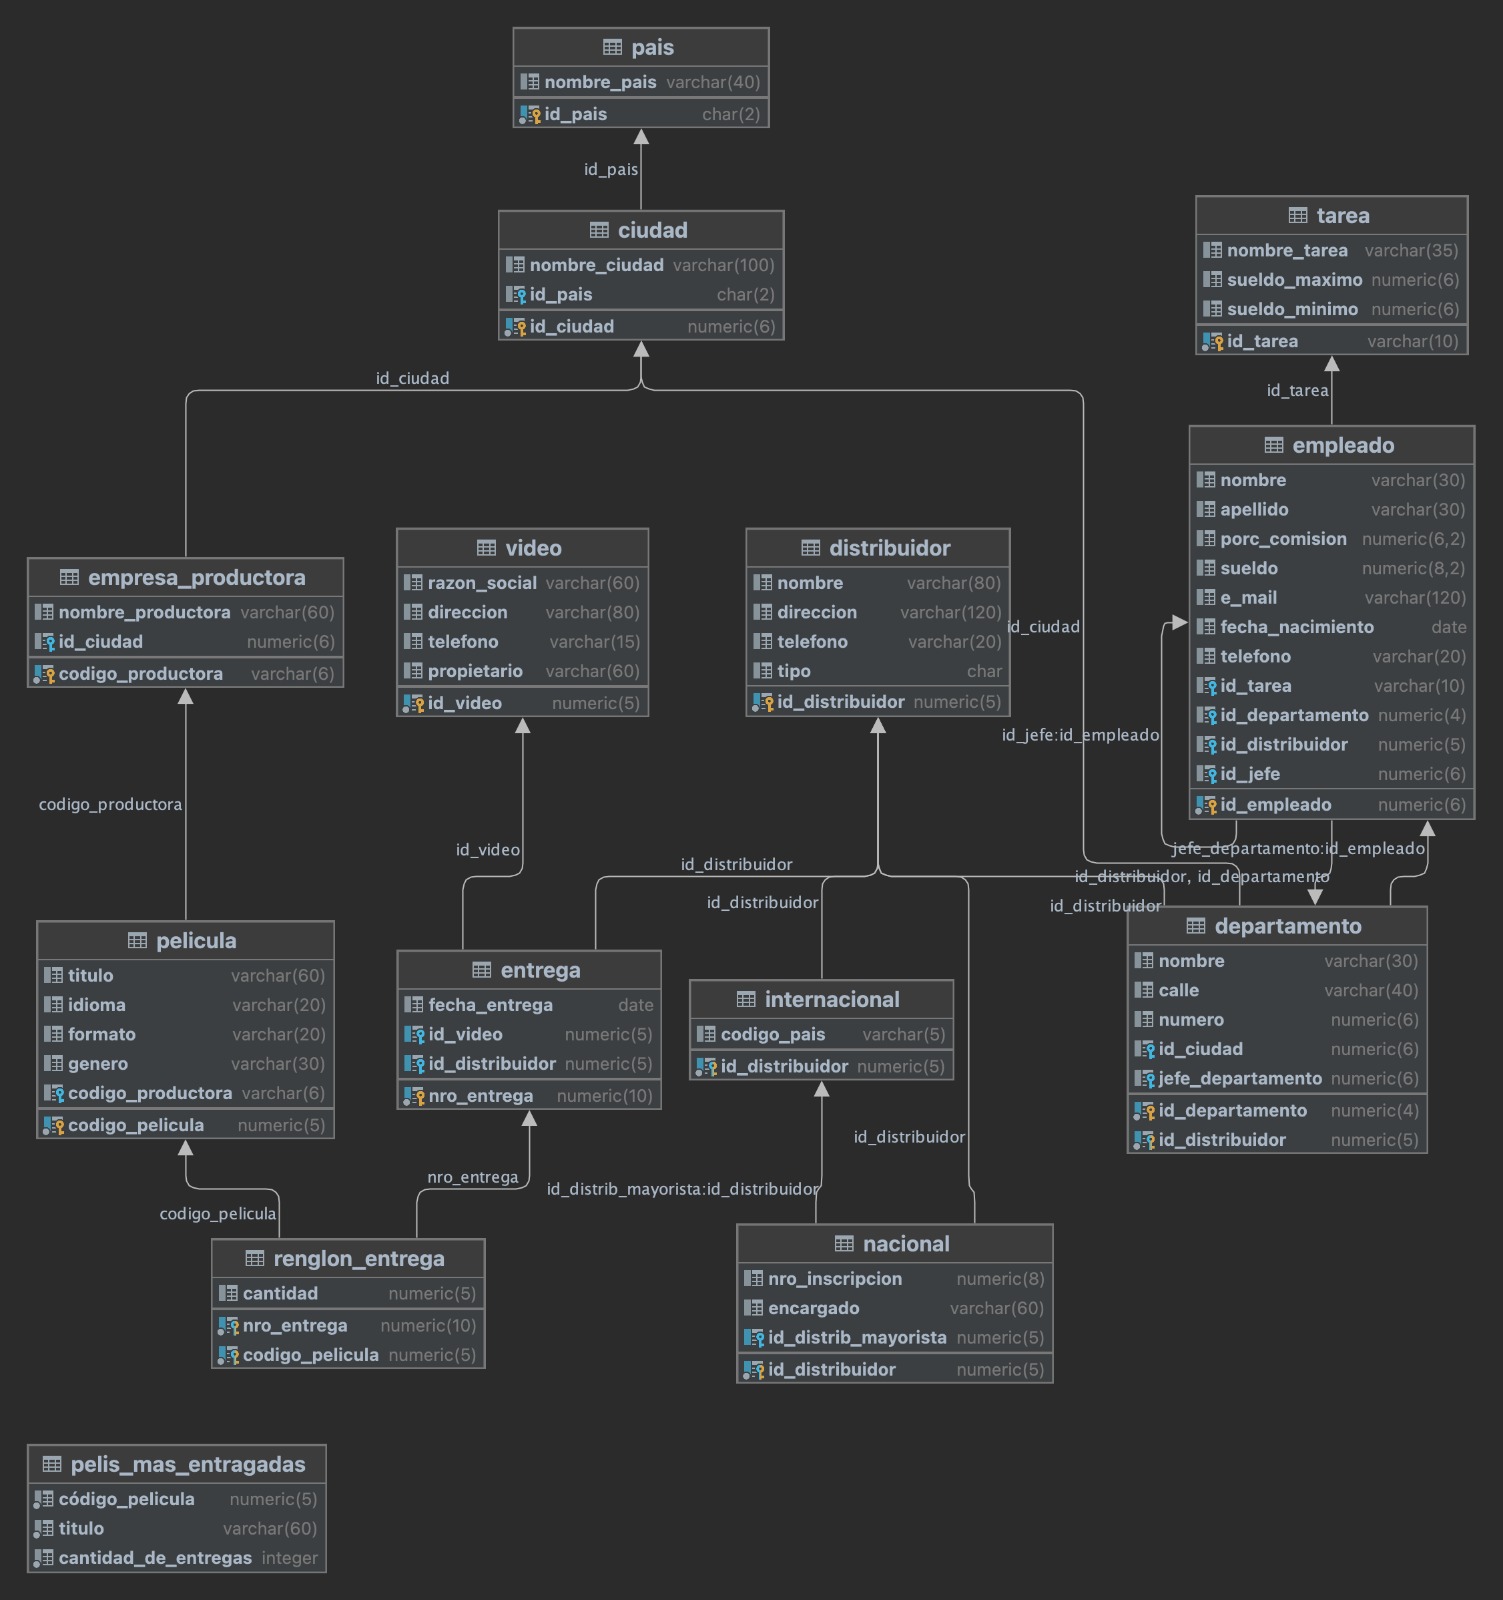 pais
nombre_pais varchar(40)
id_pais char(2)
id_pais
ciudad
nombre_ciudad varchar(100)
id_pais char(2)
id_ciudad numeric(6)
tarea
nombre_tarea varchar(35)
sueldo_maximo numeric(6)
sueldo_minimo numeric(6)
id_tarea varchar(10)
id_ciudad
id_tarea
empleado
nombre varchar(30)
apellido varchar(30)
porc_comision numeric(6,2)
sueldo numeric(8,2)
e_mail varchar(120)
fecha_nacimiento date
telefono varchar(20)
id_tarea varchar(10)
id_departamento numeric(4)
id_distribuidor numeric(5)
id_jefe numeric(6)
id_empleado numeric(6)
empresa_productora
nombre_productora varchar(60)
id_ciudad numeric(6)
codigo_productora varchar(6)
video
razon_social varchar(60)
direccion varchar(80)
telefono varchar(15)
propietario varchar(60)
id_video numeric(5)
distribuidor
nombre varchar(80)
direccion varchar(120)
telefono varchar(20)
tipo char
id_distribuidor numeric(5)
id_ciudad
id_jefe:id_empleado
codigo_productora
id_video
id_distribuidor
jefe_departamento:id_empleado
id_distribuidor, id_departamento
id_distribuidor
id_distribuidor
pelicula
titulo varchar(60)
idioma varchar(20)
formato varchar(20)
genero varchar(30)
codigo_productora varchar(6)
codigo_pelicula numeric(5)
entrega
fecha_entrega date
id_video numeric(5)
id_distribuidor numeric(5)
nro_entrega numeric(10)
internacional
codigo_pais varchar(5)
id_distribuidor numeric(5)
departamento
nombre varchar(30)
calle varchar(40)
numero numeric(6)
id_ciudad numeric(6)
jefe_departamento numeric(6)
id_departamento numeric(4)
id_distribuidor numeric(5)
id_distribuidor
nro_entrega
id_distrib_mayorista:id_distribuidor
codigo_pelicula
renglon_entrega
cantidad numeric(5)
nro_entrega numeric(10)
codigo_pelicula numeric(5)
nacional
nro_inscripcion numeric(8)
encargado varchar(60)
id_distrib_mayorista numeric(5)
id_distribuidor numeric(5)
pelis_mas_entragadas
código_pelicula numeric(5)
titulo varchar(60)
cantidad_de_entregas integer